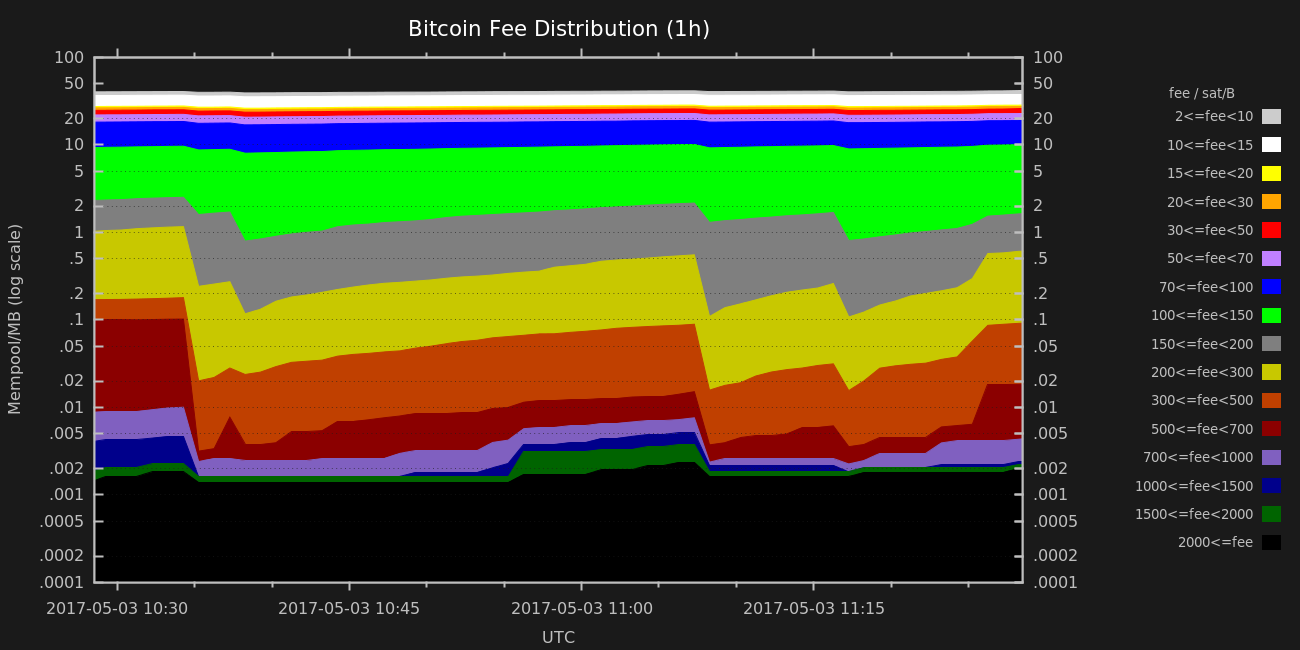 Bitcoin Fee Distribution (1h)
Mempool/MB (log scale)
100
50
20
10
5
2
1
.5
.2
.1
.05
.02
.01
.005
.002
.001
.0005
.0002
.0001
100
50
20
10
5
2
1
.5
.2
.1
.05
.02
.01
.005
.002
.001
.0005
.0002
.0001
2017-05-03 10:30
2017-05-03 10:45
2017-05-03 11:00
2017-05-03 11:15
UTC
fee / sat/B
2<=fee<10
10<=fee<15
15<=fee<20
20<=fee<30
30<=fee<50
50<=fee<70
70<=fee<100
100<=fee<150
150<=fee<200
200<=fee<300
300<=fee<500
500<=fee<700
700<=fee<1000
1000<=fee<1500
1500<=fee<2000
2000<=fee